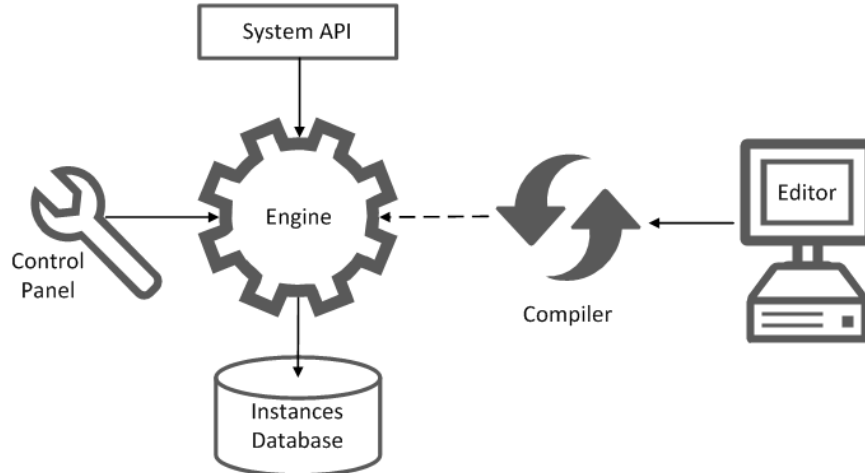 System API
Engine
Editor
Control
Panel
Compiler
Instances
Database